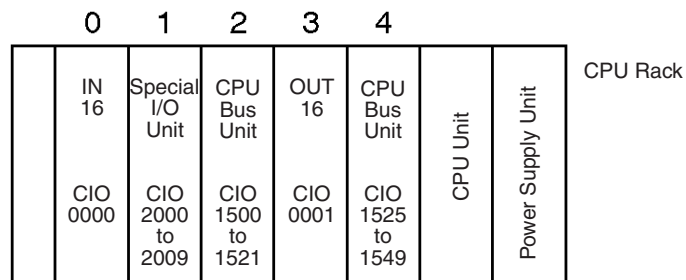 0 1 2 3 4
IN
16
CIO
0000
Special
I/O
Unit
CIO
2000
to
2009
CPU
Bus
Unit
CIO
1500
to
1521
OUT
16
CIO
0001
CPU
Bus
Unit
CIO
1525
to
1549
CPU Unit
Power Supply Unit
CPU Rack